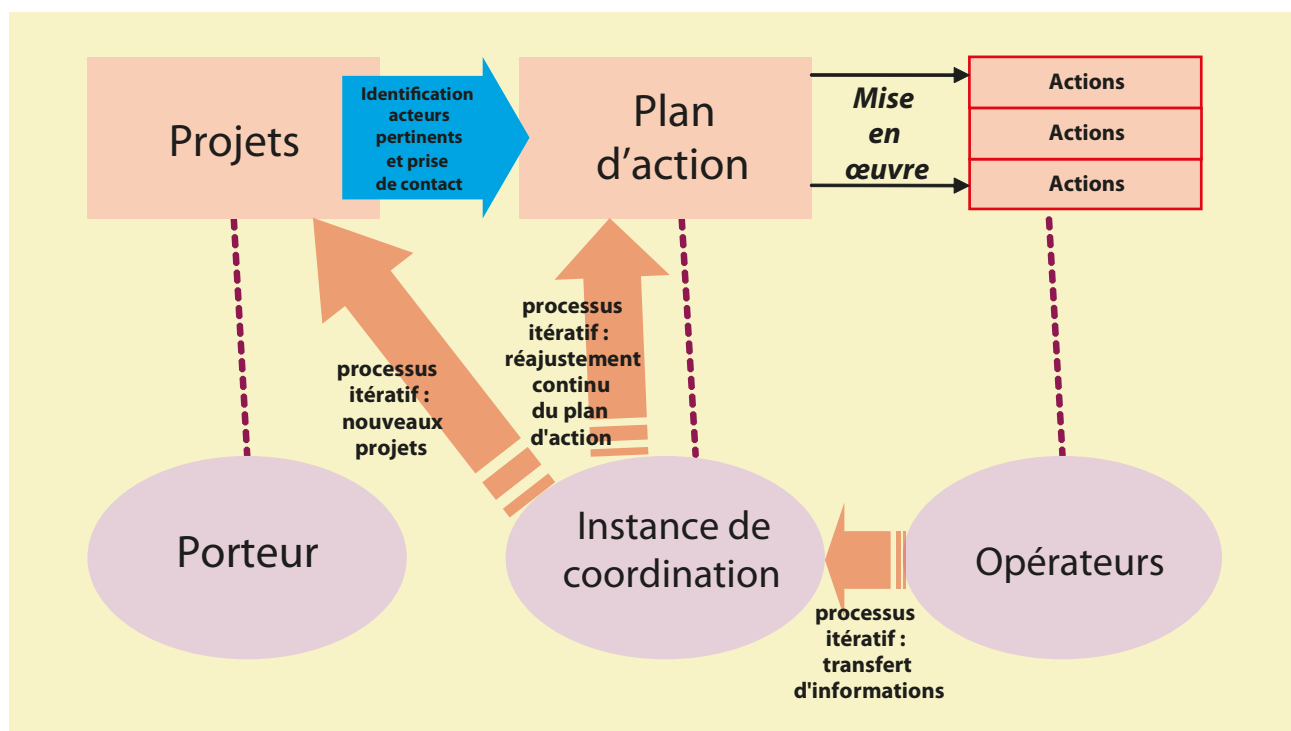 Projets
Identification
acteurs
pertinents
et prise
de contact
Plan
d’action
Mise
en
œuvre
Actions
Actions
Actions
processus
itératif :
nouveaux
projets
processus
itératif :
réajustement
continu
du plan
d'action
Porteur
Instance de
coordination
Opérateurs
processus
itératif :
transfert
d'informations